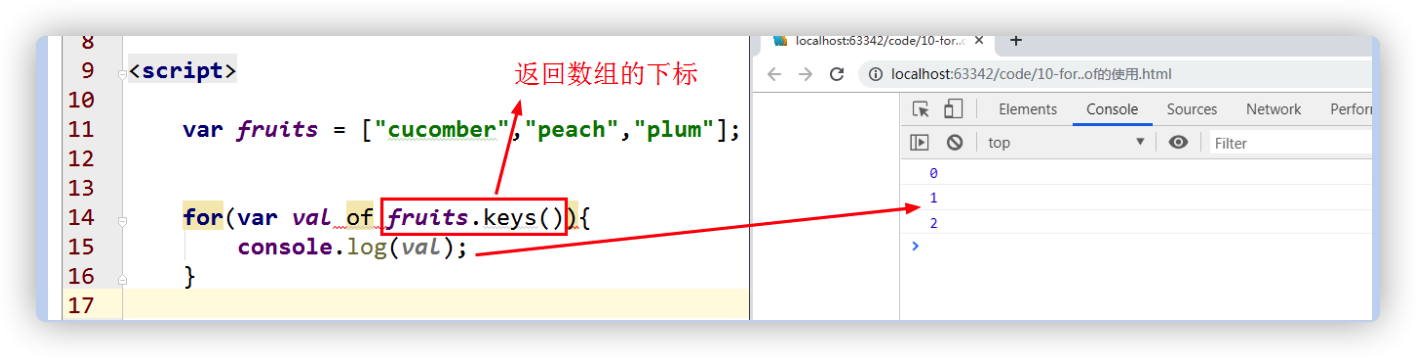 8
9 <script>
返回数组的下标
10
11 var fruits = ["cucomber","peach","plum"];
12
13
14 for(var val of fruits.keys()){
15 console.log(val);
16 }
17
localhost:63342/code/10-for..c × +
localhost:63342/code/10-for..of的使用.html
Elements Console Sources Network Perforn
top Filter
0
1
2